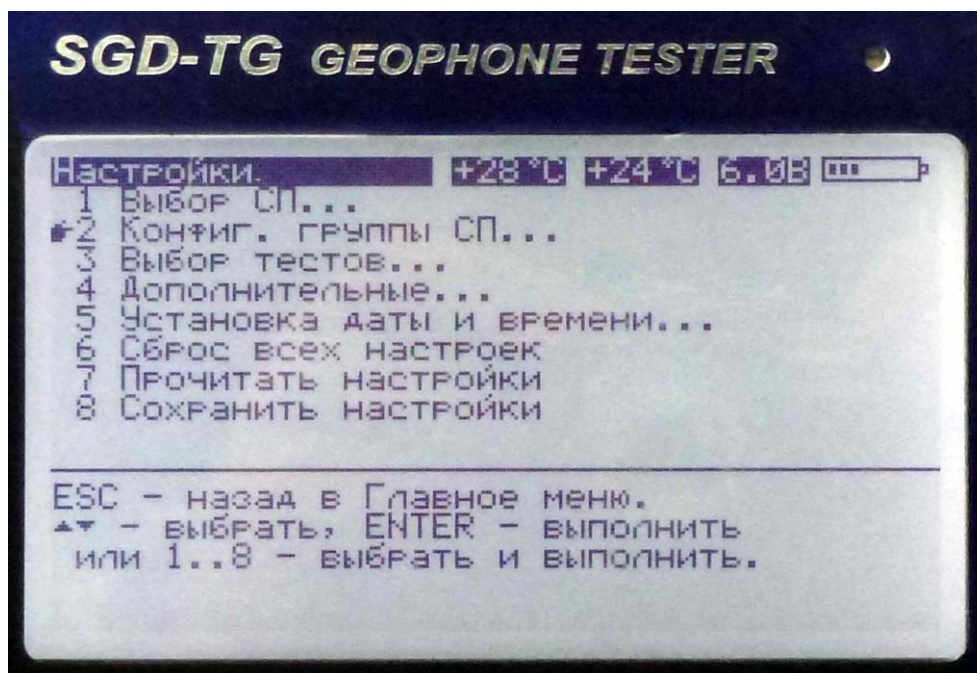 SGD-TG GEOPHONE TESTER
Настройки. +28°C +24°C 6.0В
1 Выбор СП...
2 Конфиг. группы СП...
3 Выбор тестов...
4 Дополнительные...
5 Установка даты и времени...
6 Сброс всех настроек
7 Прочитать настройки
8 Сохранить настройки
ESC - назад в Главное меню.
▲▼ - выбрать, ENTER - выполнить
или 1..8 - выбрать и выполнить.